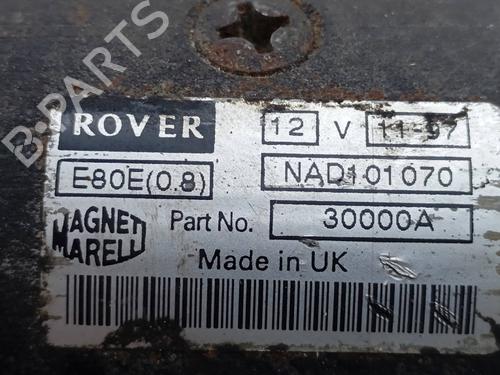 ROVER 12 V 11-97
E80E(0.8) NAD101070
MAGNETI MARELLI Part No. 30000A
Made in UK
B-PARTS